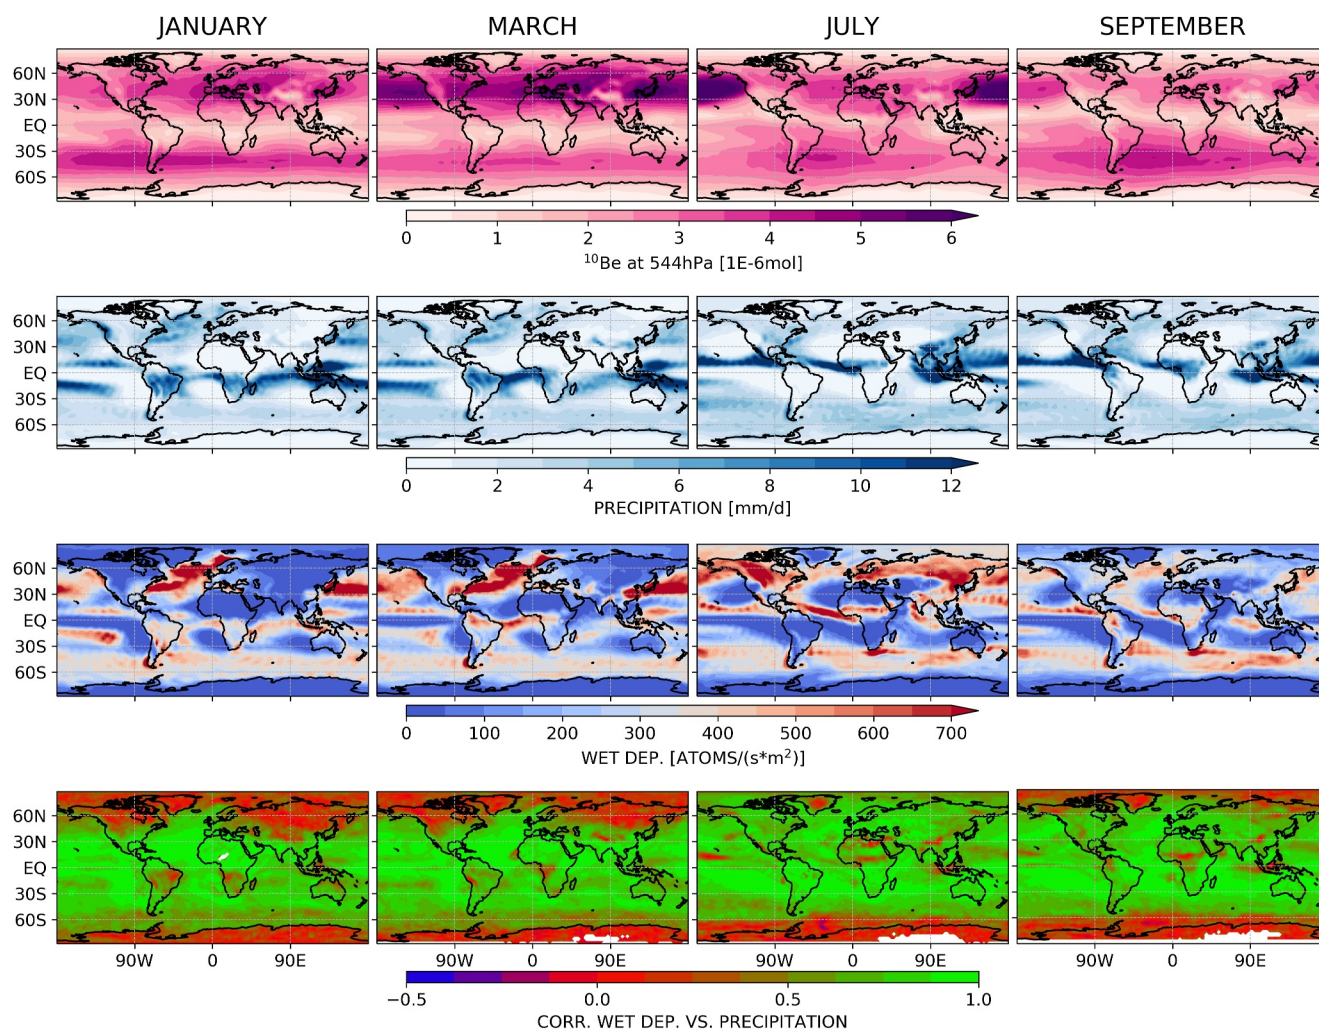 JANUARY MARCH JULY SEPTEMBER
60N
30N
EQ
30S
60S
0 1 2 3 4 5 6
¹⁰Be at 544hPa [1E-6mol]
60N
30N
EQ
30S
60S
0 2 4 6 8 10 12
PRECIPITATION [mm/d]
60N
30N
EQ
30S
60S
0 100 200 300 400 500 600 700
WET DEP. [ATOMS/(s*m²)]
60N
30N
EQ
30S
60S
90W 0 90E 90W 0 90E 90W 0 90E 90W 0 90E
−0.5 0.0 0.5 1.0
CORR. WET DEP. VS. PRECIPITATION